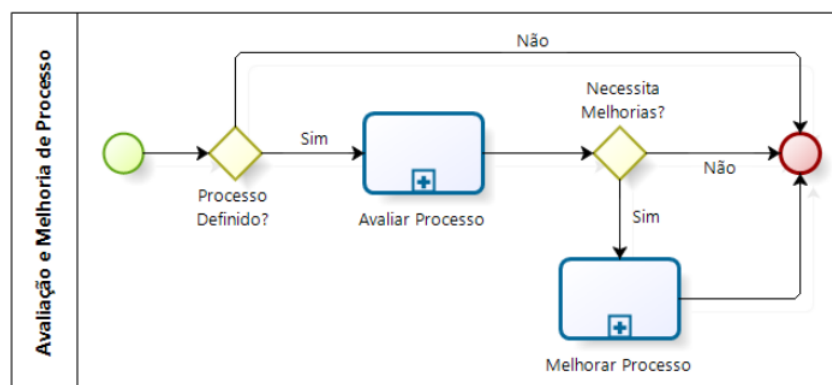 Avaliação e Melhoria de Processo
Não
Necessita
Melhorias?
Sim
Não
Processo
Definido?
Avaliar Processo
Sim
Melhorar Processo